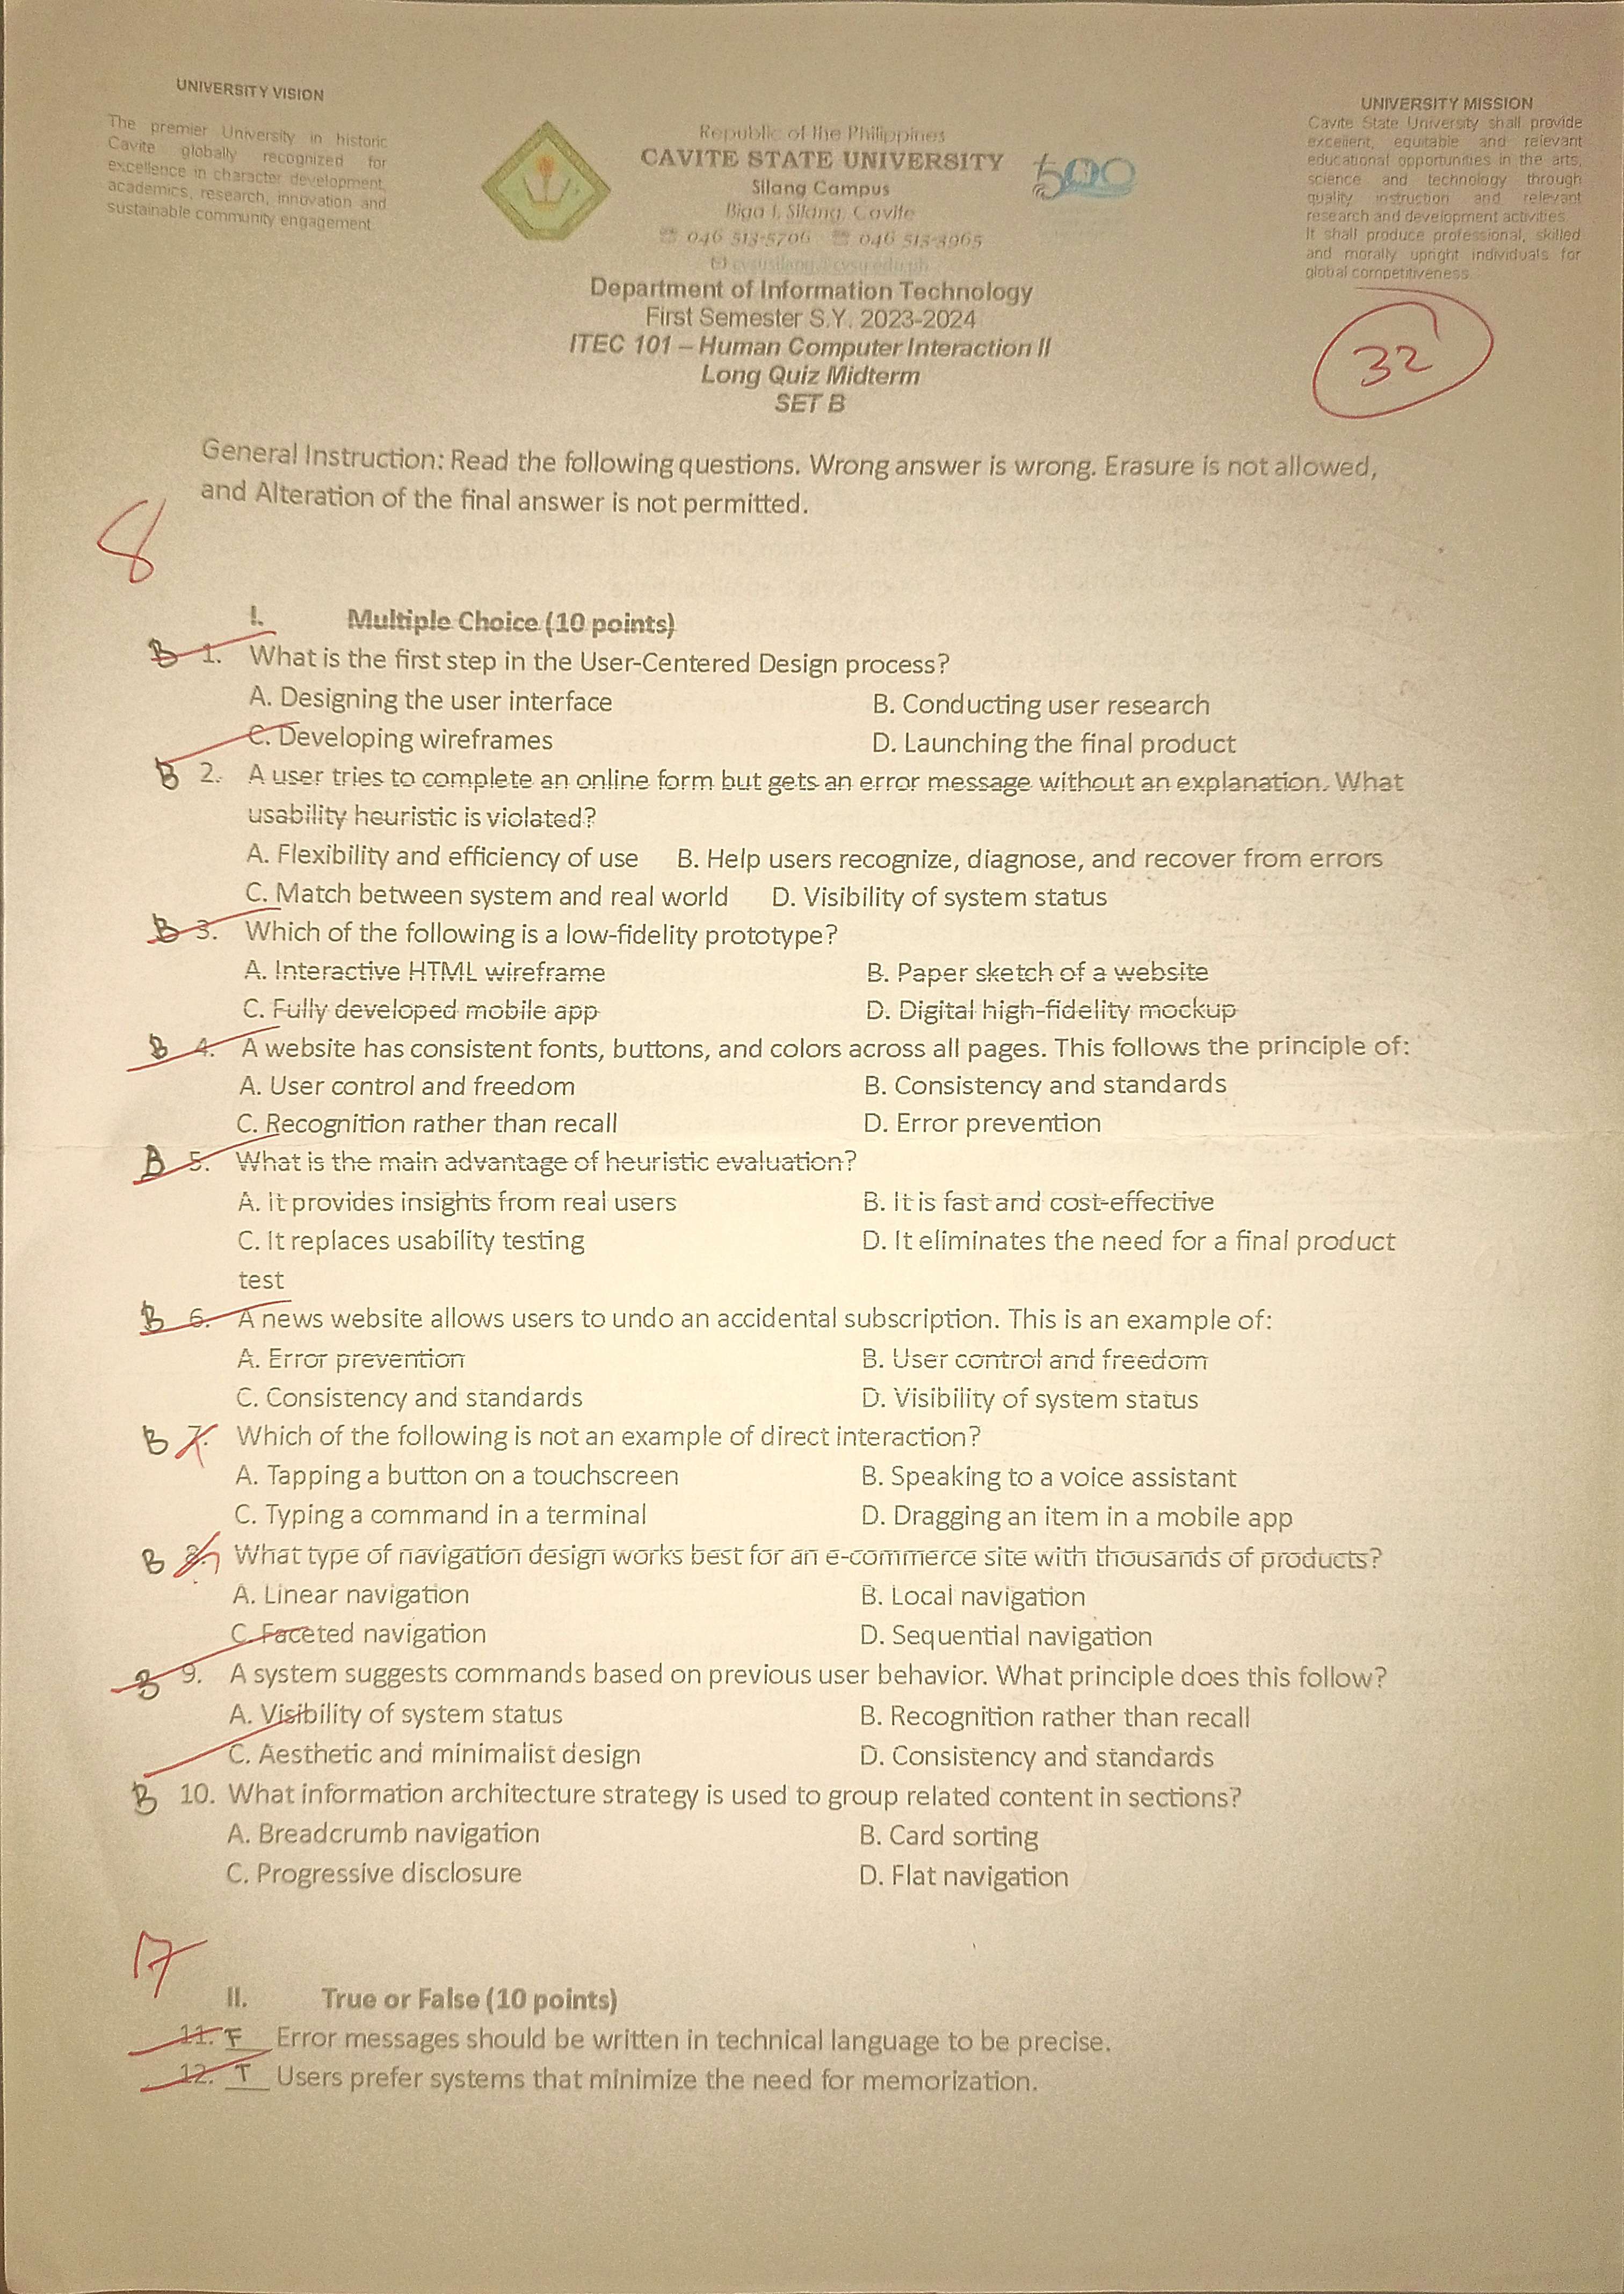 UNIVERSITY VISION
The premier University in historic
Cavite globally recognized for
excellence in character development,
academics, research, innovation and
sustainable community engagement.
Republic of the Philippines
CAVITE STATE UNIVERSITY
Silang Campus
Biga I, Silang, Cavite
☎ 046 513-5706 ☎ 046 513-3965
cvsusilang@cvsu.edu.ph
500
UNIVERSITY MISSION
Cavite State University shall provide
excellent, equitable and relevant
educational opportunities in the arts,
science and technology through
quality instruction and relevant
research and development activities.
It shall produce professional, skilled
and morally upright individuals for
global competitiveness.
Department of Information Technology
First Semester S.Y. 2023-2024
ITEC 101 – Human Computer Interaction II
Long Quiz Midterm
SET B
32
General Instruction: Read the following questions. Wrong answer is wrong. Erasure is not allowed,
and Alteration of the final answer is not permitted.
8
I. Multiple Choice (10 points)
B 1. What is the first step in the User-Centered Design process?
A. Designing the user interface B. Conducting user research
C. Developing wireframes D. Launching the final product
B 2. A user tries to complete an online form but gets an error message without an explanation. What
usability heuristic is violated?
A. Flexibility and efficiency of use B. Help users recognize, diagnose, and recover from errors
C. Match between system and real world D. Visibility of system status
B 3. Which of the following is a low-fidelity prototype?
A. Interactive HTML wireframe B. Paper sketch of a website
C. Fully developed mobile app D. Digital high-fidelity mockup
B 4. A website has consistent fonts, buttons, and colors across all pages. This follows the principle of:
A. User control and freedom B. Consistency and standards
C. Recognition rather than recall D. Error prevention
B 5. What is the main advantage of heuristic evaluation?
A. It provides insights from real users B. It is fast and cost-effective
C. It replaces usability testing D. It eliminates the need for a final product
test
B 6. A news website allows users to undo an accidental subscription. This is an example of:
A. Error prevention B. User control and freedom
C. Consistency and standards D. Visibility of system status
B 7. Which of the following is not an example of direct interaction?
A. Tapping a button on a touchscreen B. Speaking to a voice assistant
C. Typing a command in a terminal D. Dragging an item in a mobile app
B 8. What type of navigation design works best for an e-commerce site with thousands of products?
A. Linear navigation B. Local navigation
C. Faceted navigation D. Sequential navigation
B 9. A system suggests commands based on previous user behavior. What principle does this follow?
A. Visibility of system status B. Recognition rather than recall
C. Aesthetic and minimalist design D. Consistency and standards
B 10. What information architecture strategy is used to group related content in sections?
A. Breadcrumb navigation B. Card sorting
C. Progressive disclosure D. Flat navigation
17
II. True or False (10 points)
11. F Error messages should be written in technical language to be precise.
12. T Users prefer systems that minimize the need for memorization.